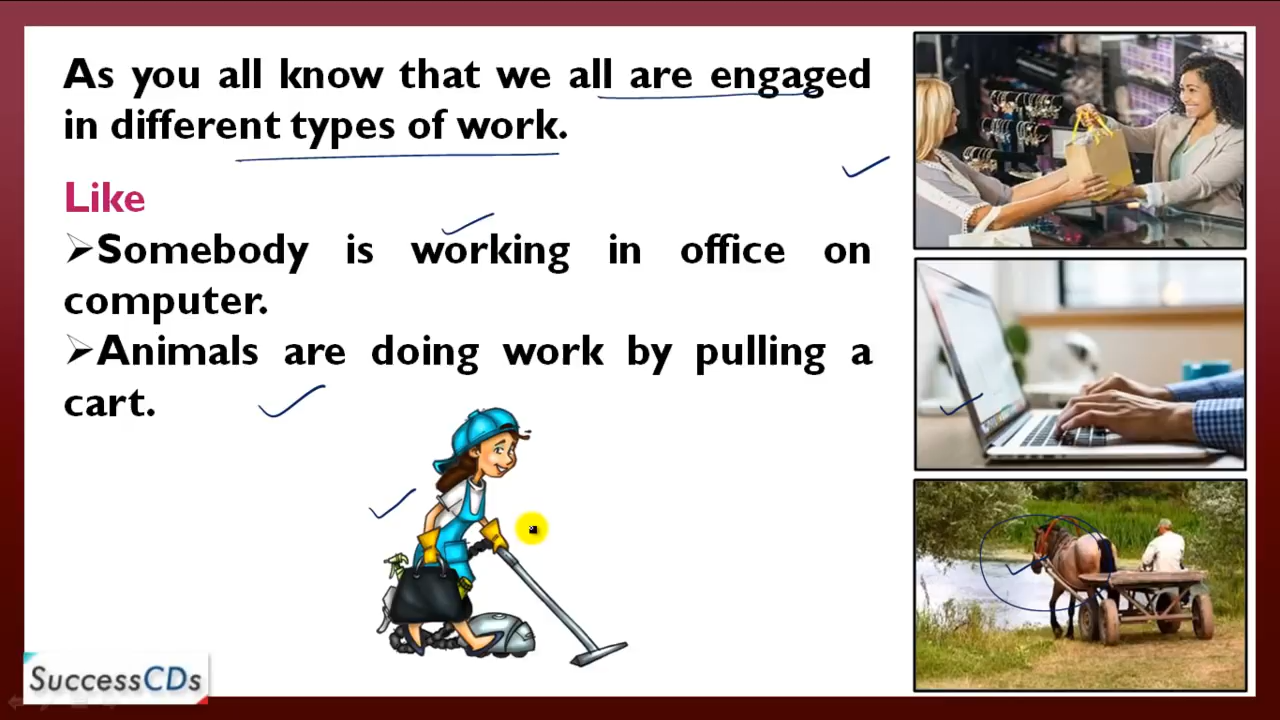 As you all know that we all are engaged
in different types of work.
Like
➢Somebody is working in office on
computer.
➢Animals are doing work by pulling a
cart.
SuccessCDs